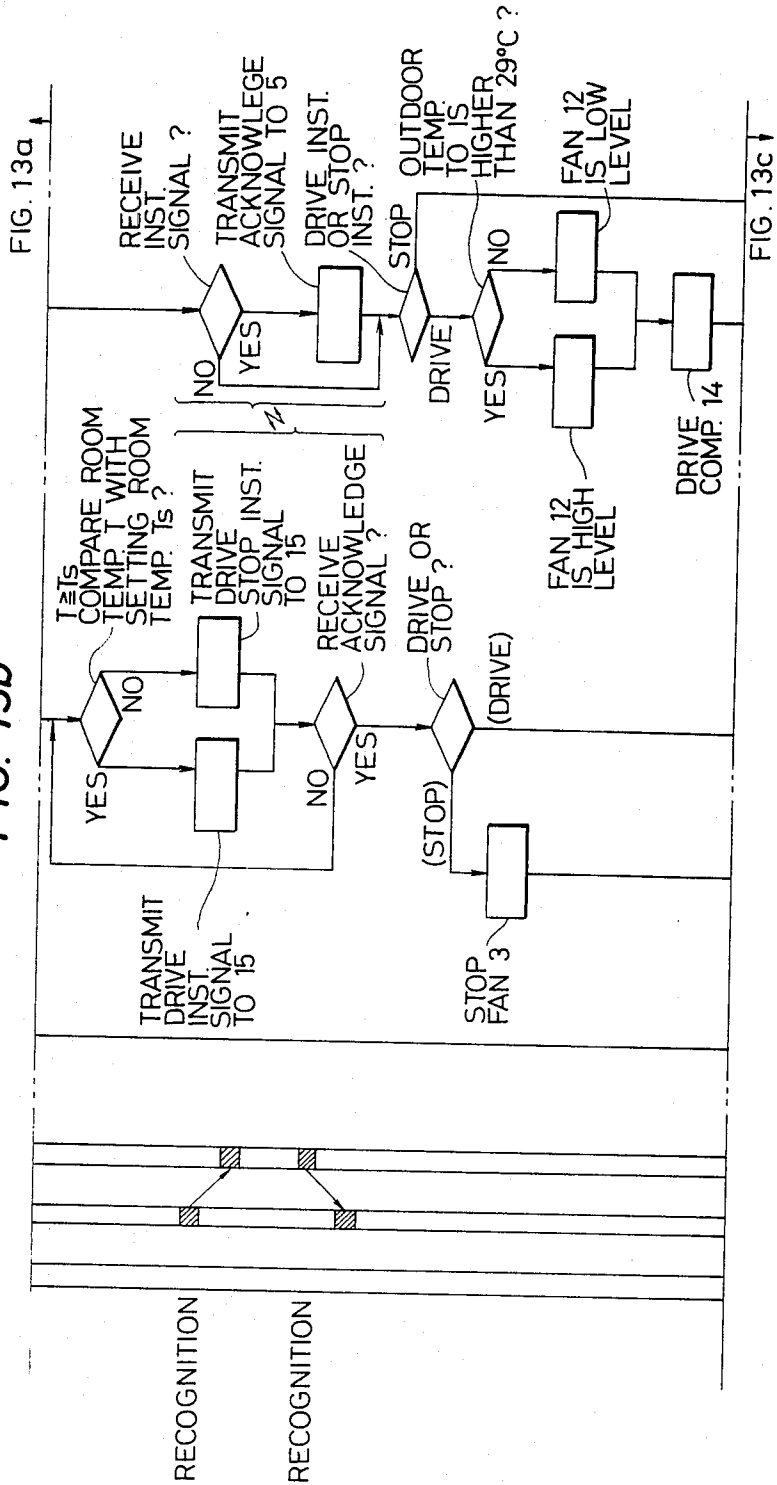 FIG. 13b
FIG. 13a
T≧Ts
COMPARE ROOM
TEMP. T WITH
SETTING ROOM
TEMP. Ts ?
YES
NO
TRANSMIT
DRIVE
INST.
SIGNAL
TO 15
TRANSMIT
DRIVE
STOP INST.
SIGNAL
TO 15
RECEIVE
ACKNOWLEDGE
SIGNAL ?
NO
YES
DRIVE OR
STOP ?
(STOP)
(DRIVE)
STOP
FAN 3
RECEIVE
INST.
SIGNAL ?
NO
YES
TRANSMIT
ACKNOWLEGE
SIGNAL TO 5
DRIVE INST.
OR STOP
INST. ?
STOP
DRIVE
OUTDOOR
TEMP.
TO IS
HIGHER
THAN 29°C ?
YES
NO
FAN 12
IS HIGH
LEVEL
FAN 12
IS LOW
LEVEL
DRIVE
COMP. 14
RECOGNITION
RECOGNITION
FIG. 13c